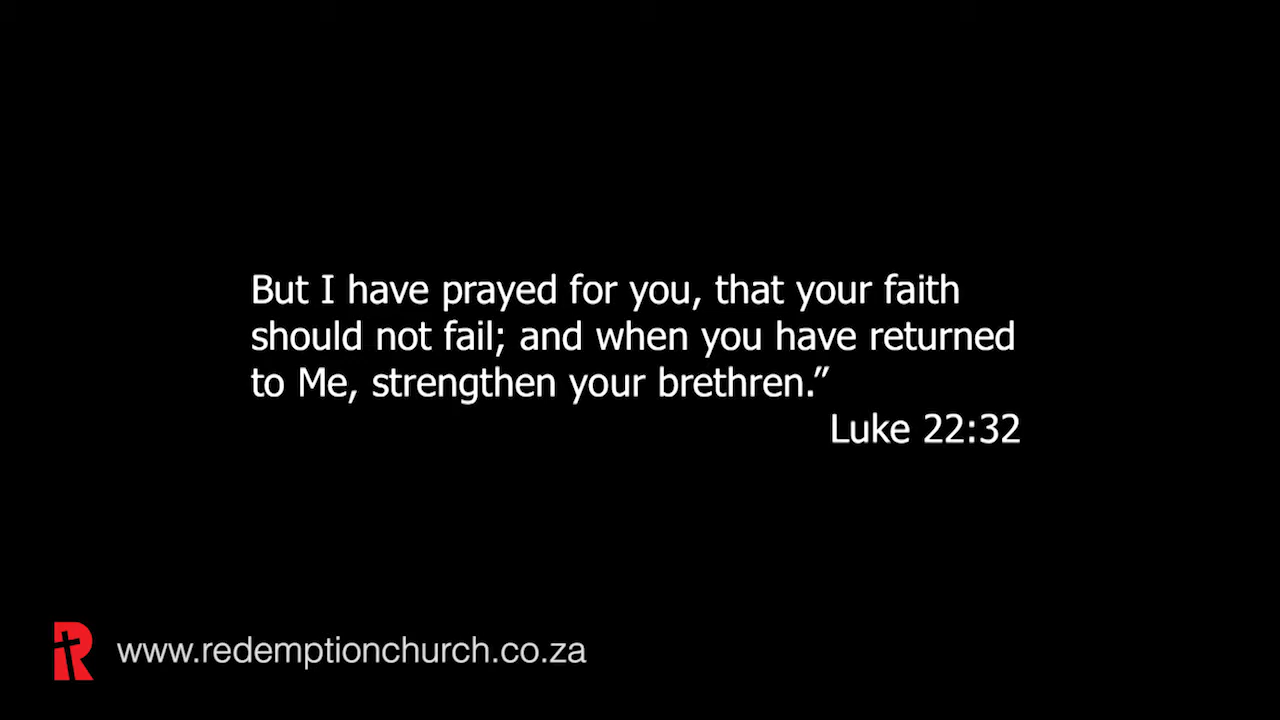 But I have prayed for you, that your faith
should not fail; and when you have returned
to Me, strengthen your brethren.”
Luke 22:32
www.redemptionchurch.co.za